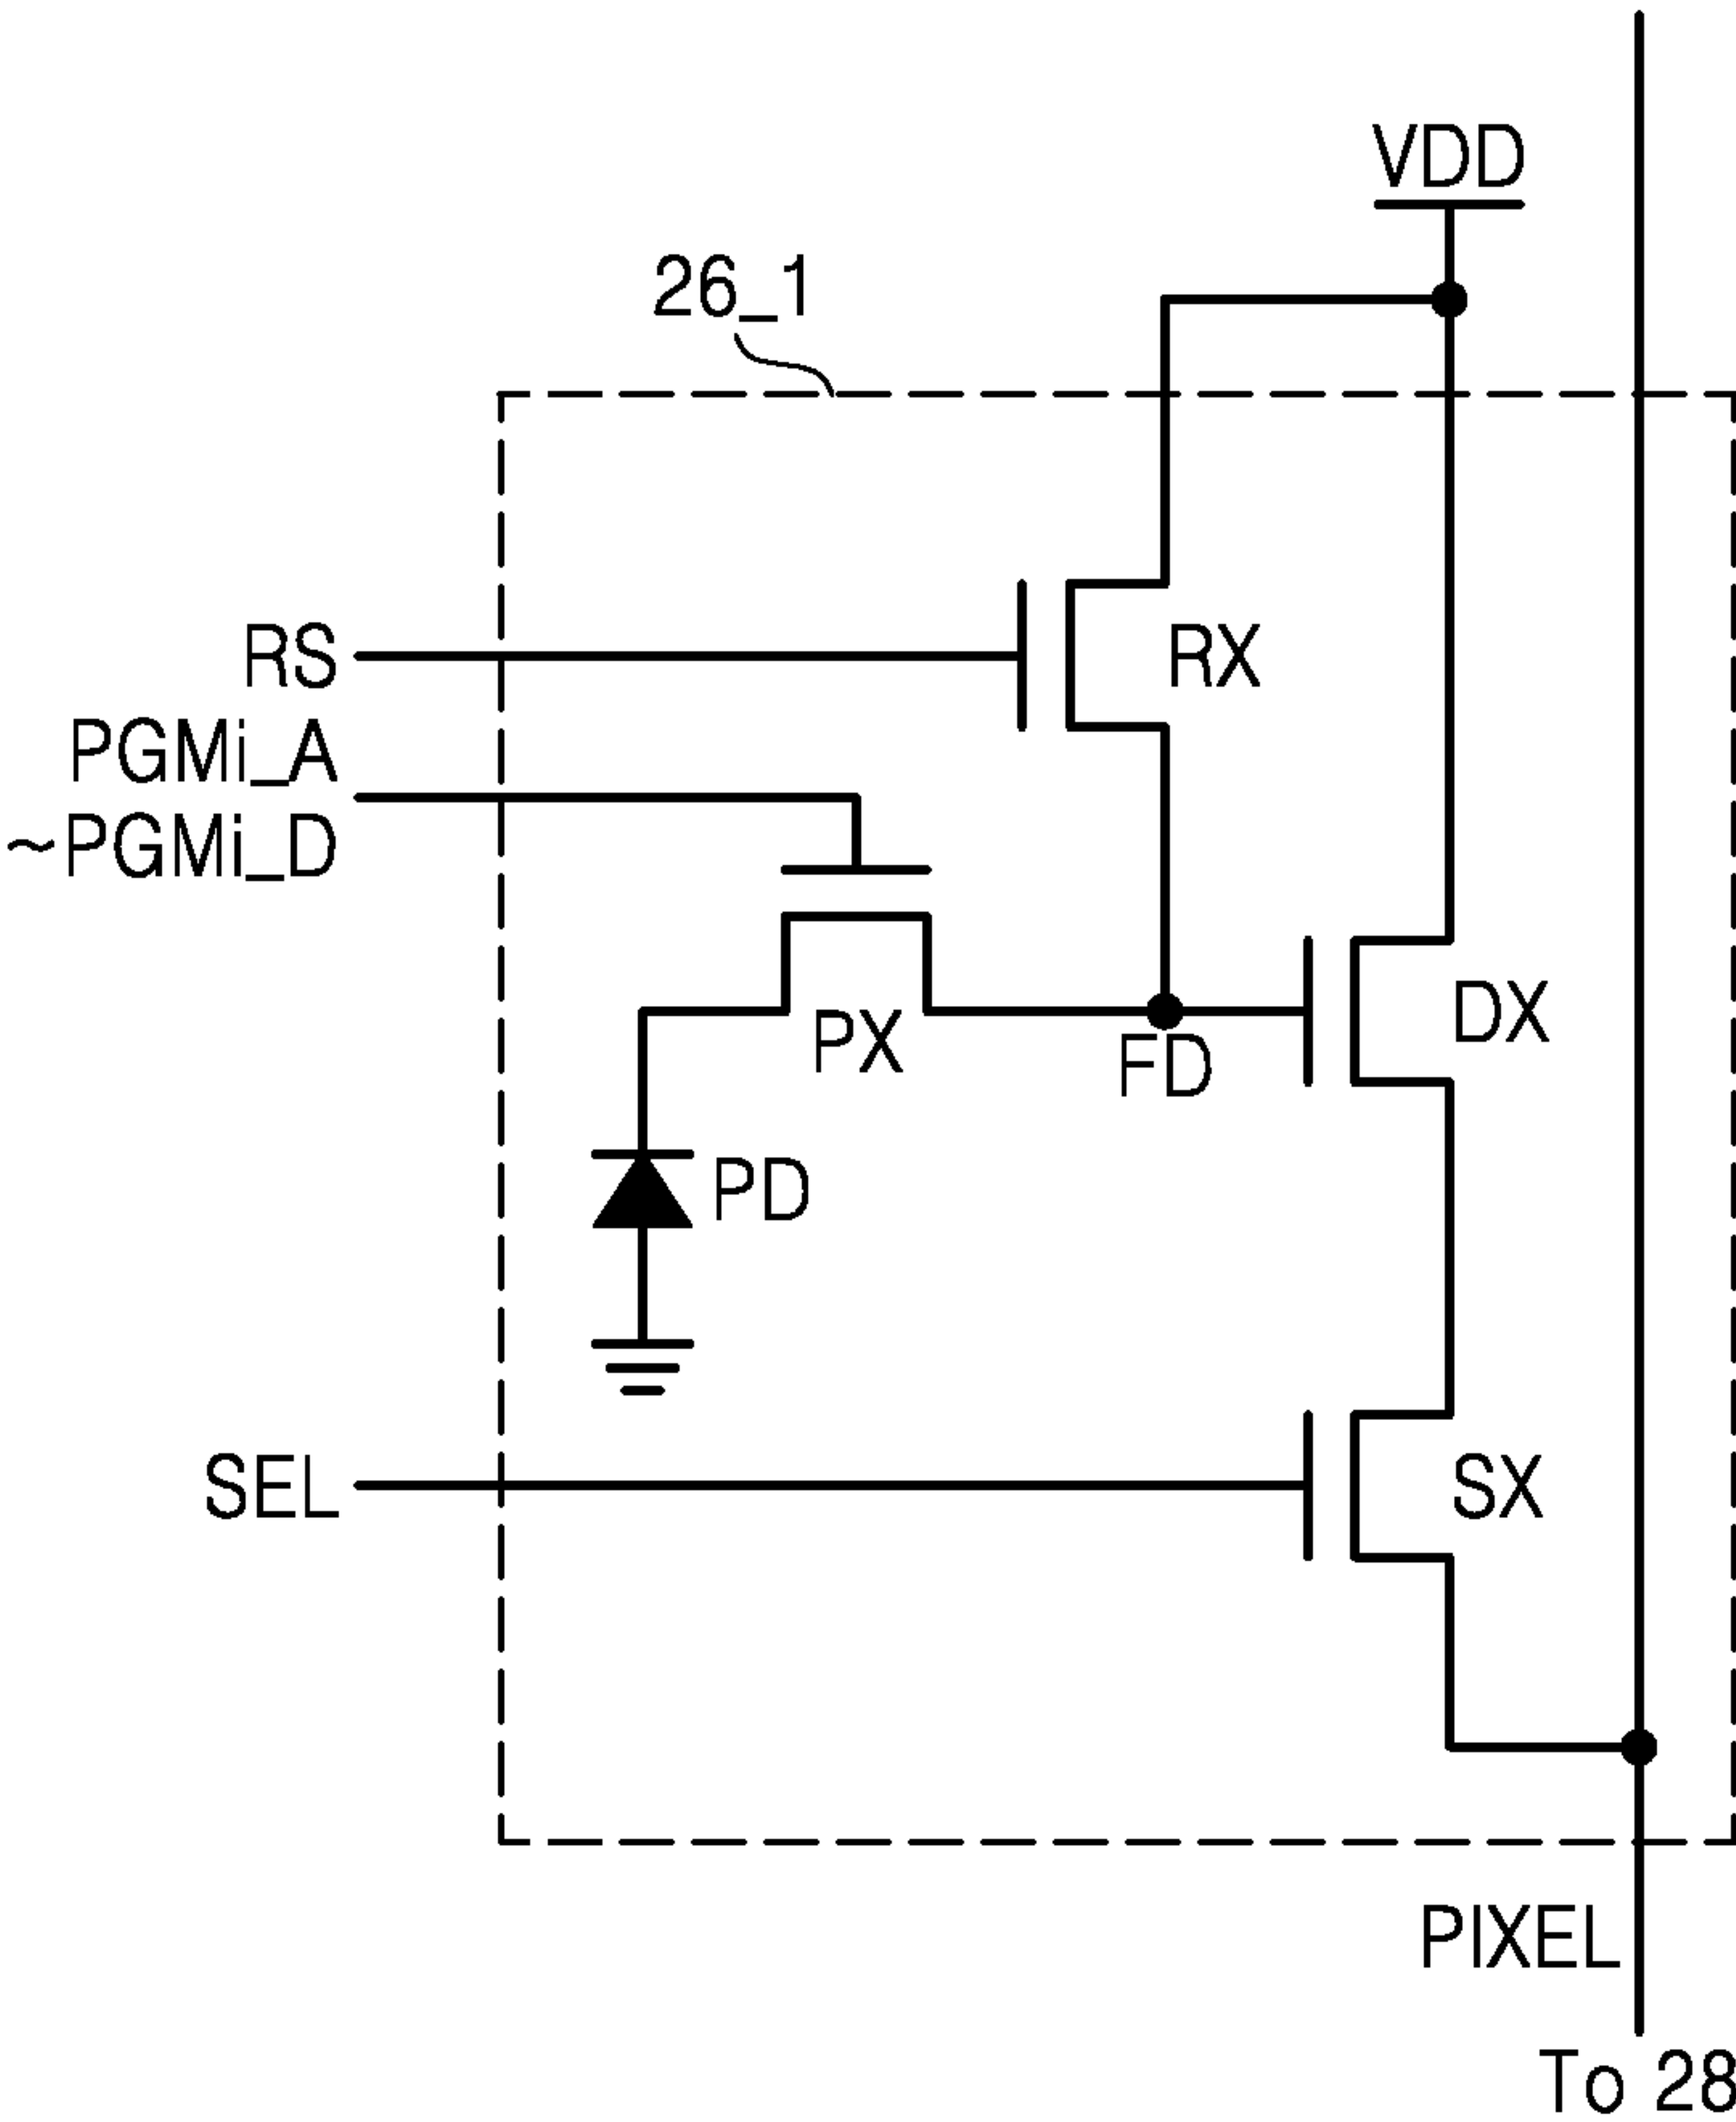 VDD
26_1
RS
RX
PGMi_A
~PGMi_D
DX
PX
FD
PD
SEL
SX
PIXEL
To 28